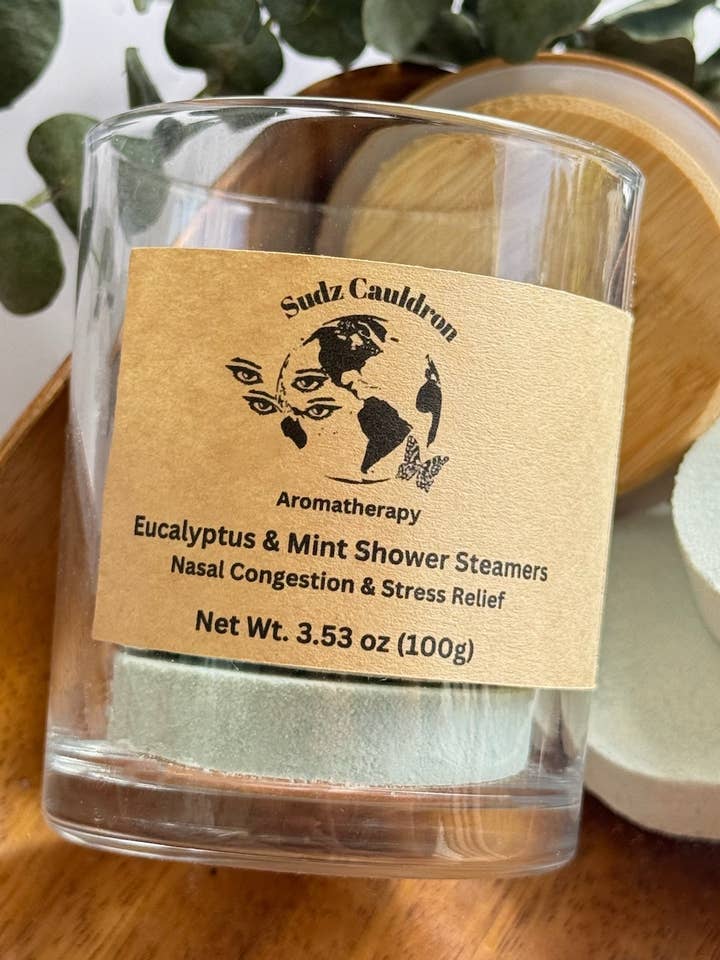 Sudz Cauldron
Aromatherapy
Eucalyptus & Mint Shower Steamers
Nasal Congestion & Stress Relief
Net Wt. 3.53 oz (100g)